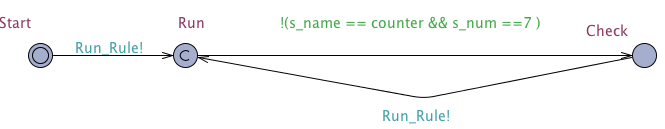 Start
Run
!(s_name == counter && s_num ==7 )
Check
Run_Rule!
C
Run_Rule!